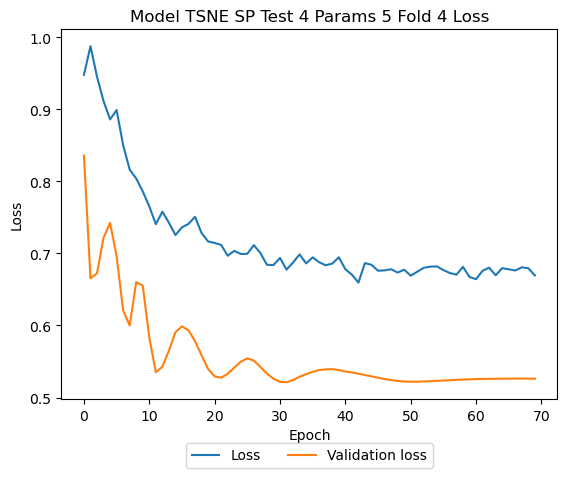 Model TSNE SP Test 4 Params 5 Fold 4 Loss
1.0
0.9
0.8
0.7
0.6
0.5
Loss
0 10 20 30 40 50 60 70
Epoch
Loss Validation loss